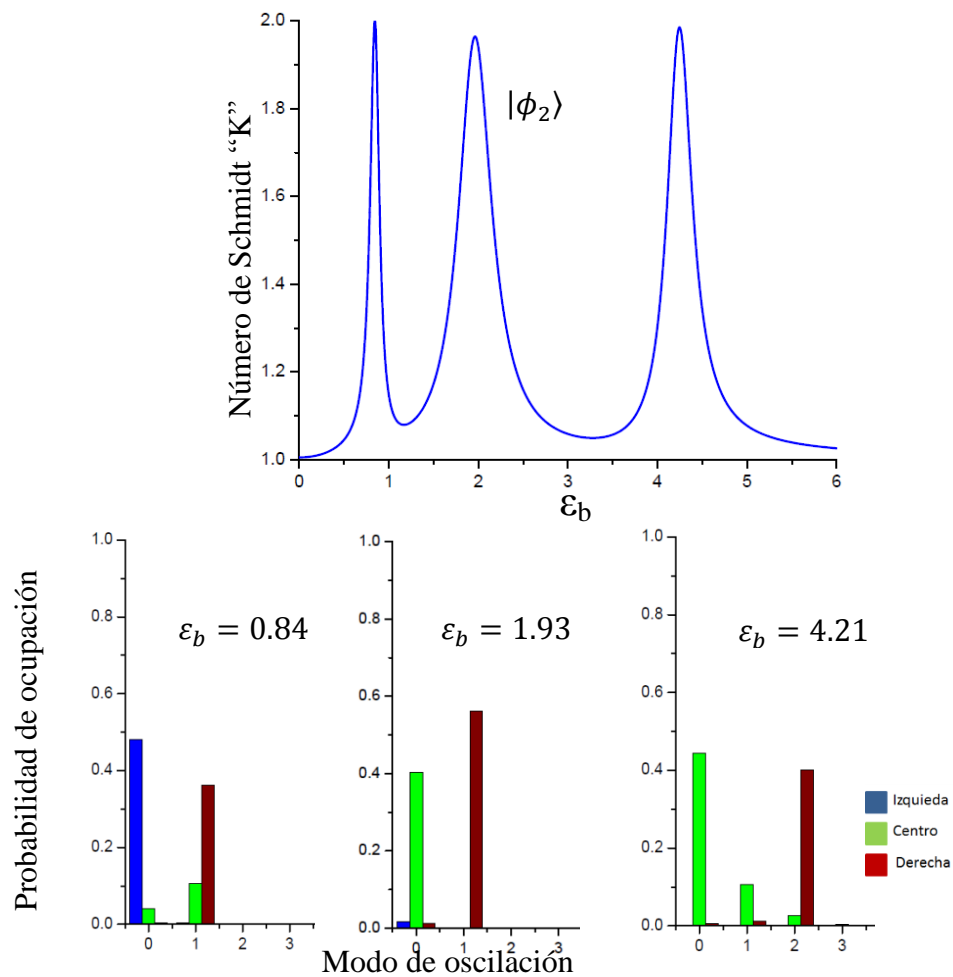 2.0
1.8
1.6
1.4
1.2
1.0
Número de Schmidt “K”
|ϕ₂⟩
0 1 2 3 4 5 6
εb
Probabilidad de ocupación
1.0
0.8
0.6
0.4
0.2
0.0
εb = 0.84
0 1 2 3
1.0
0.8
0.6
0.4
0.2
0.0
εb = 1.93
0 1 2 3
1.0
0.8
0.6
0.4
0.2
0.0
εb = 4.21
0 1 2 3
Izquieda
Centro
Derecha
Modo de oscilación